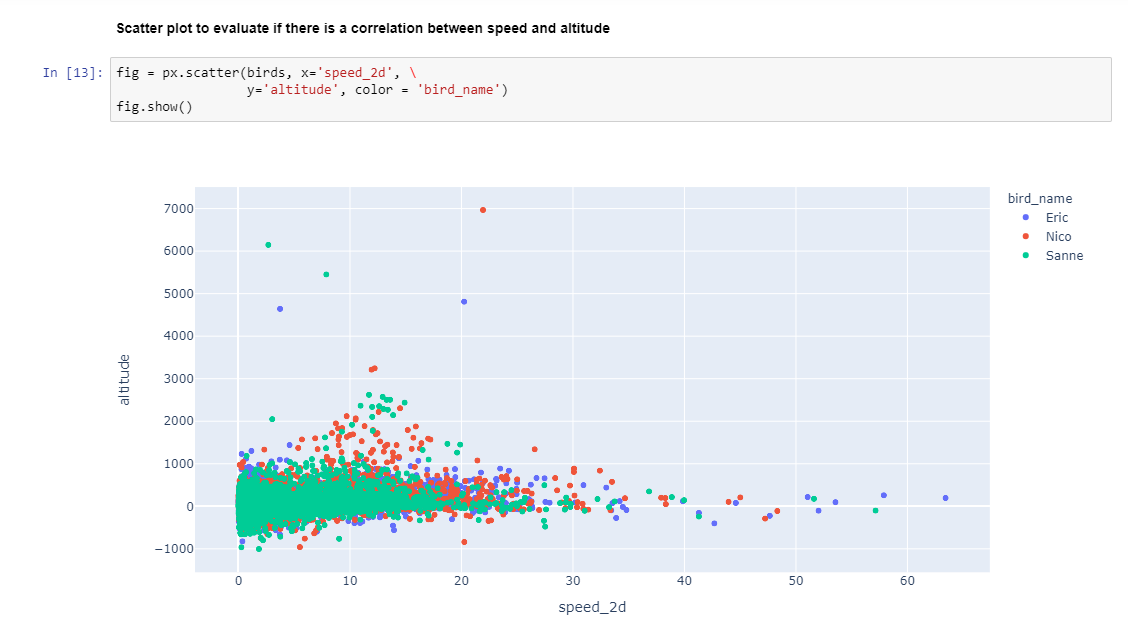 Scatter plot to evaluate if there is a correlation between speed and altitude
In [13]: fig = px.scatter(birds, x='speed_2d', \
y='altitude', color = 'bird_name')
fig.show()
bird_name
Eric
Nico
Sanne
7000
6000
5000
4000
3000
2000
1000
0
−1000
altitude
0 10 20 30 40 50 60
speed_2d